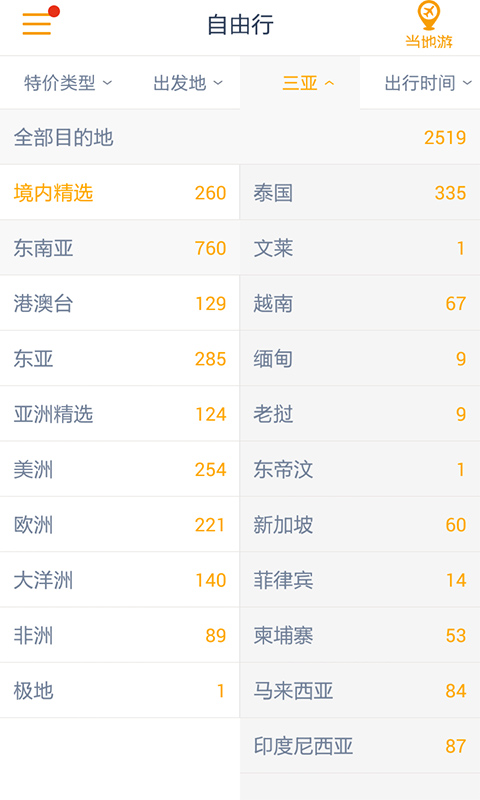 自由行
当地游
特价类型
出发地
三亚
出行时间
全部目的地 2519
境内精选 260
泰国 335
东南亚 760
文莱 1
港澳台 129
越南 67
东亚 285
缅甸 9
亚洲精选 124
老挝 9
美洲 254
东帝汶 1
欧洲 221
新加坡 60
大洋洲 140
菲律宾 14
非洲 89
柬埔寨 53
极地 1
马来西亚 84
印度尼西亚 87